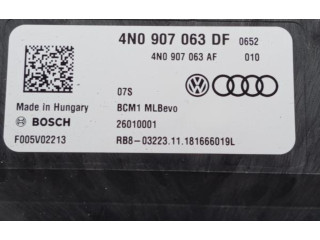 4N0 907 063 DF 0652
4N0 907 063 AF 010
07S
Made in Hungary BCM1 MLBevo
BOSCH 26010001
F005V02213 RB8-03223.11.181666019L